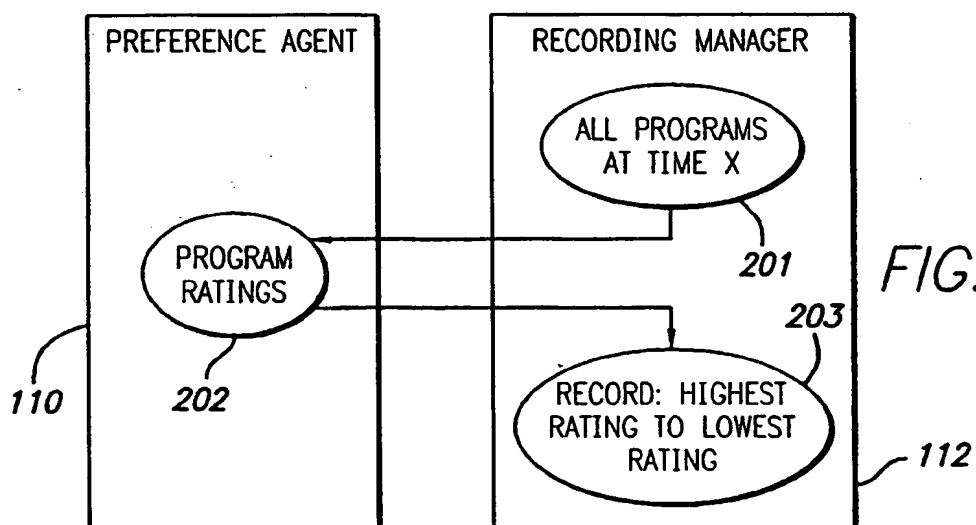 PREFERENCE AGENT
RECORDING MANAGER
ALL PROGRAMS
AT TIME X
201
PROGRAM
RATINGS
FIG.
203
110
202
RECORD: HIGHEST
RATING TO LOWEST
RATING
112